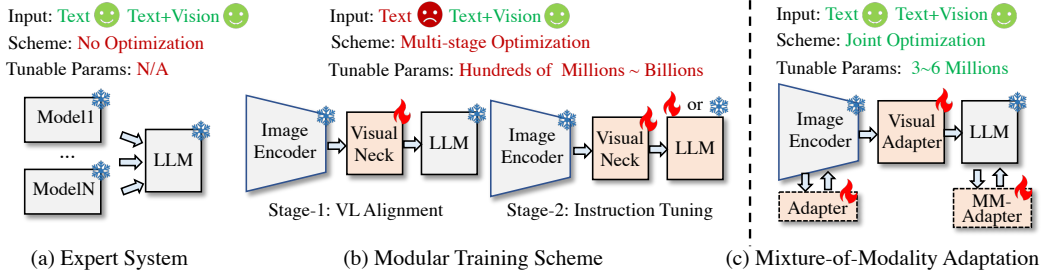 Input: Text Text+Vision
Scheme: No Optimization
Tunable Params: N/A
Model1
...
ModelN
LLM
(a) Expert System
Input: Text Text+Vision
Scheme: Multi-stage Optimization
Tunable Params: Hundreds of Millions ~ Billions
Image
Encoder
Visual
Neck
LLM
Stage-1: VL Alignment
Image
Encoder
Visual
Neck
or
LLM
Stage-2: Instruction Tuning
(b) Modular Training Scheme
Input: Text Text+Vision
Scheme: Joint Optimization
Tunable Params: 3~6 Millions
Image
Encoder
Visual
Adapter
LLM
Adapter
MM-
Adapter
(c) Mixture-of-Modality Adaptation